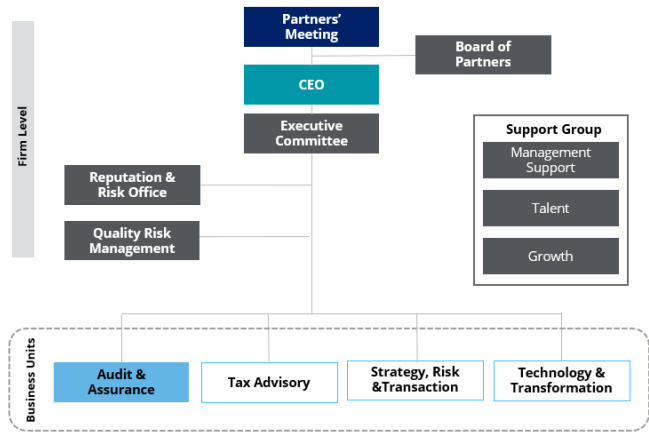 Partners'
Meeting
Board of
Partners
CEO
Executive
Committee
Firm Level
Reputation &
Risk Office
Quality Risk
Management
Support Group
Management
Support
Talent
Growth
Business Units
Audit &
Assurance
Tax Advisory
Strategy, Risk
&Transaction
Technology &
Transformation